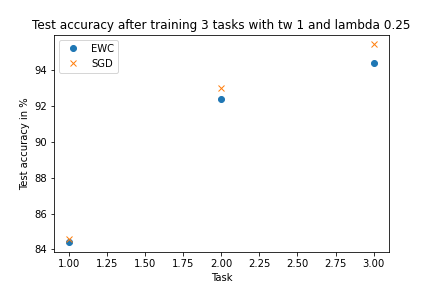 Test accuracy after training 3 tasks with tw 1 and lambda 0.25
EWC
SGD
Test accuracy in %
94
92
90
88
86
84
1.00 1.25 1.50 1.75 2.00 2.25 2.50 2.75 3.00
Task